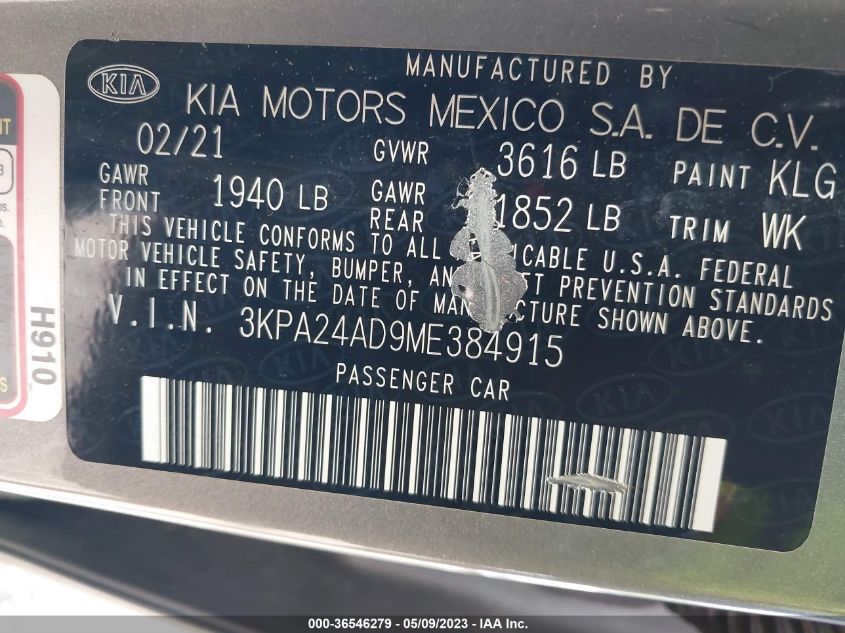 MANUFACTURED BY
KIA
KIA MOTORS MEXICO S.A. DE C.V.
02/21 GVWR 3616 LB PAINT KLG
GAWR FRONT 1940 LB GAWR REAR 1852 LB TRIM WK
THIS VEHICLE CONFORMS TO ALL CABLE U.S.A. FEDERAL
MOTOR VEHICLE SAFETY, BUMPER, AN PREVENTION STANDARDS
IN EFFECT ON THE DATE OF MANU CTURE SHOWN ABOVE.
V.I.N. 3KPA24AD9ME384915
PASSENGER CAR
H910
000-36546279 - 05/09/2023 - IAA Inc.